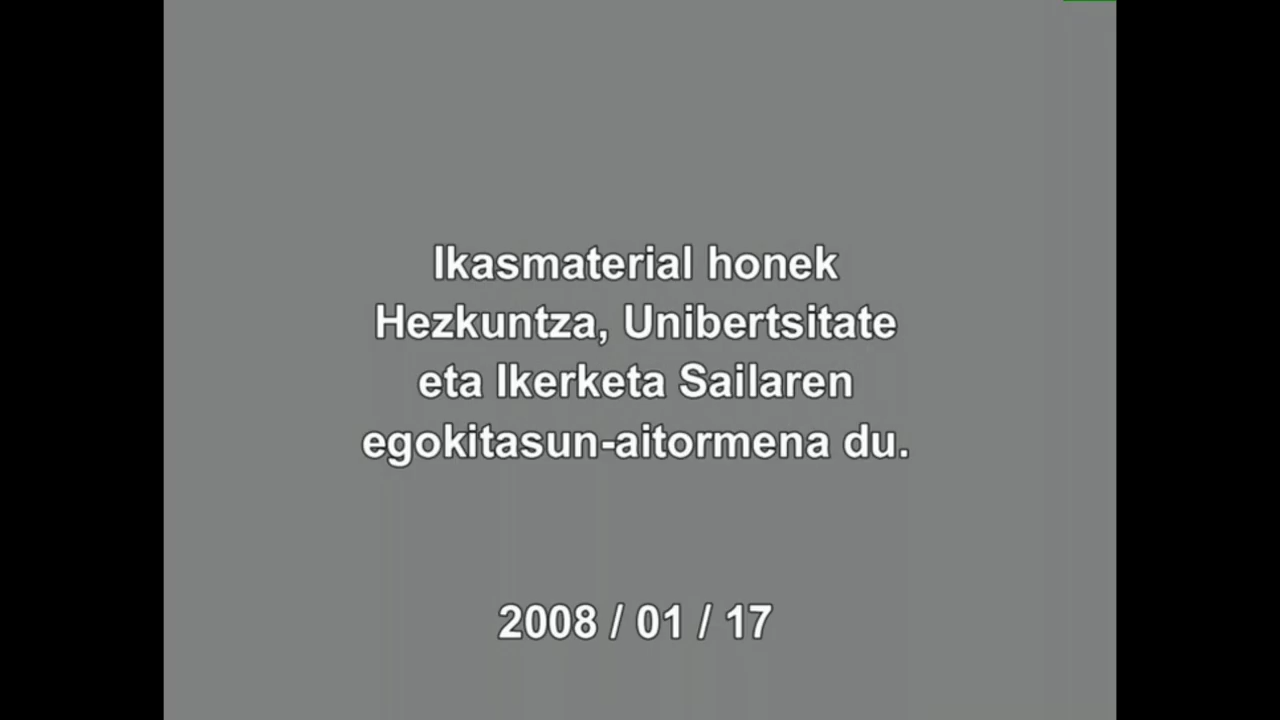 Ikasmaterial honek
Hezkuntza, Unibertsitate
eta Ikerketa Sailaren
egokitasun-aitormena du.
2008 / 01 / 17